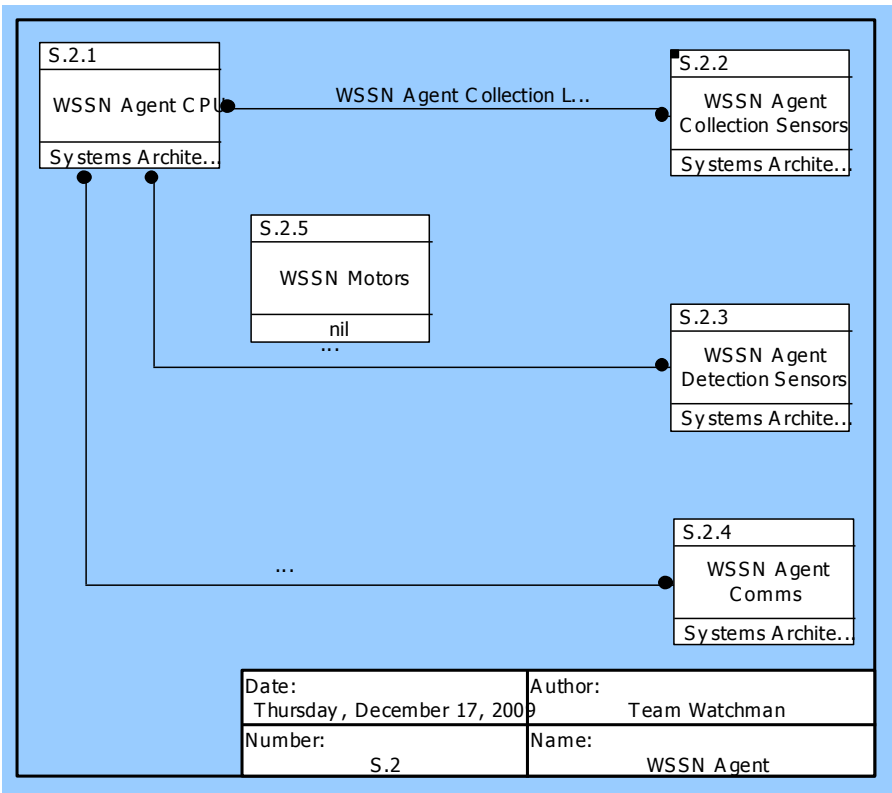 S.2.1
WSSN Agent CPU
Systems Archite...
WSSN Agent Collection L...
S.2.2
WSSN Agent
Collection Sensors
Systems Archite...
S.2.5
WSSN Motors
nil
...
S.2.3
WSSN Agent
Detection Sensors
Systems Archite...
...
S.2.4
WSSN Agent
Comms
Systems Archite...
Date:
Thursday, December 17, 2009
Author:
Team Watchman
Number:
S.2
Name:
WSSN Agent